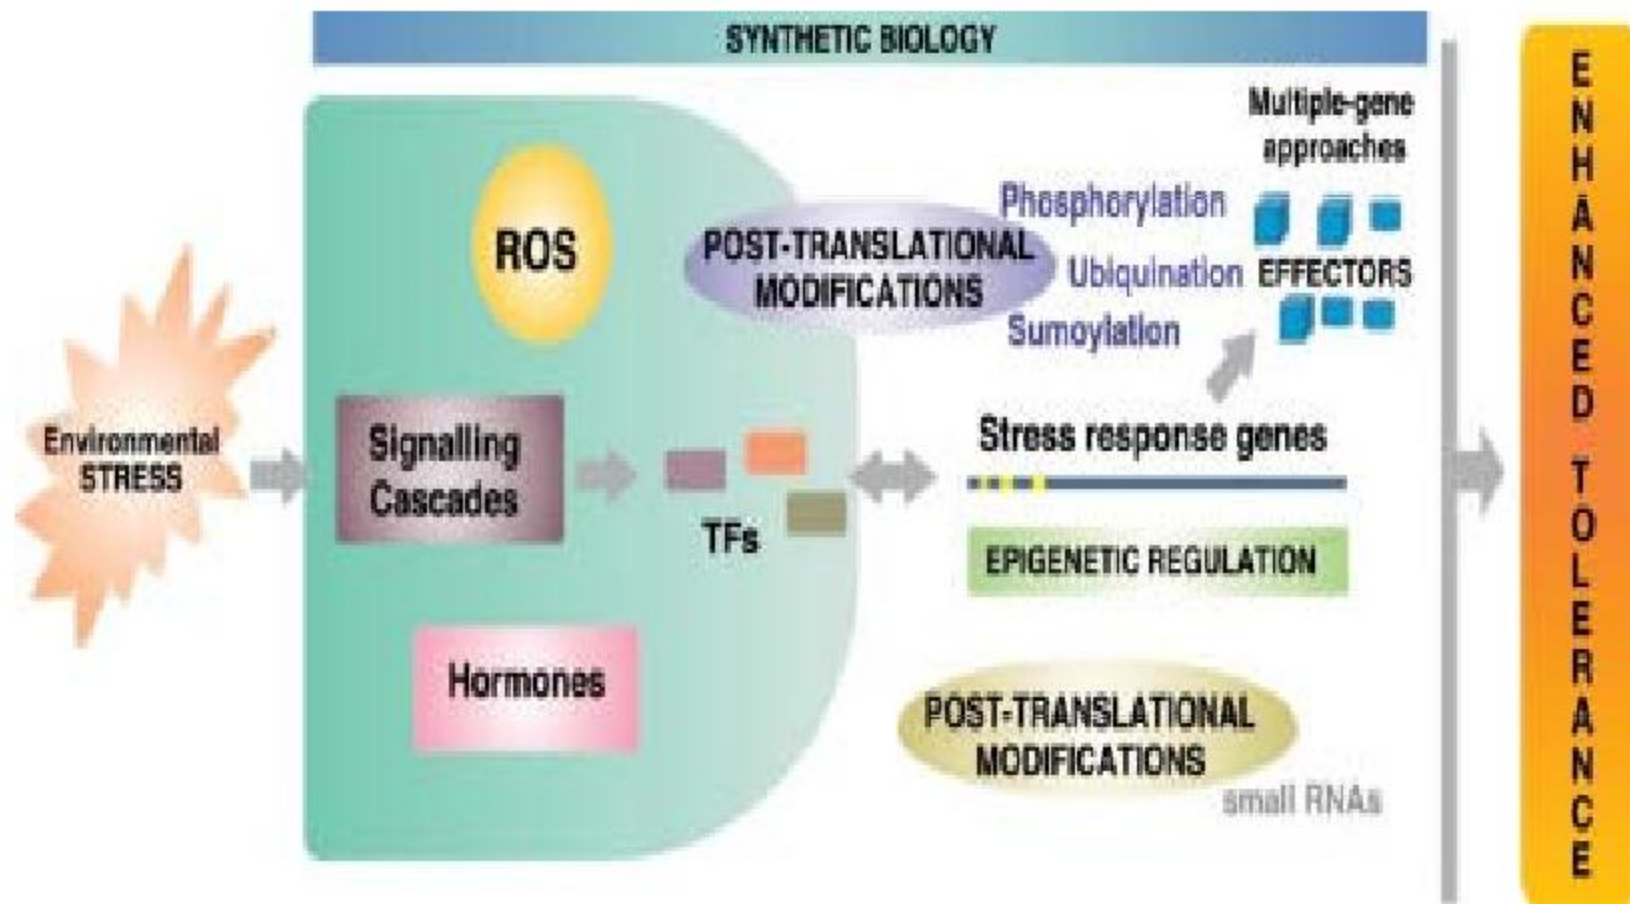 SYNTHETIC BIOLOGY
Multiple-gene
approaches
Phosphorylation
ROS
POST-TRANSLATIONAL
MODIFICATIONS
Ubiquination
EFFECTORS
Sumoylation
Environmental
STRESS
Signalling
Cascades
TFs
Stress response genes
EPIGENETIC REGULATION
Hormones
POST-TRANSLATIONAL
MODIFICATIONS
small RNAs
ENHANCED TOLERANCE